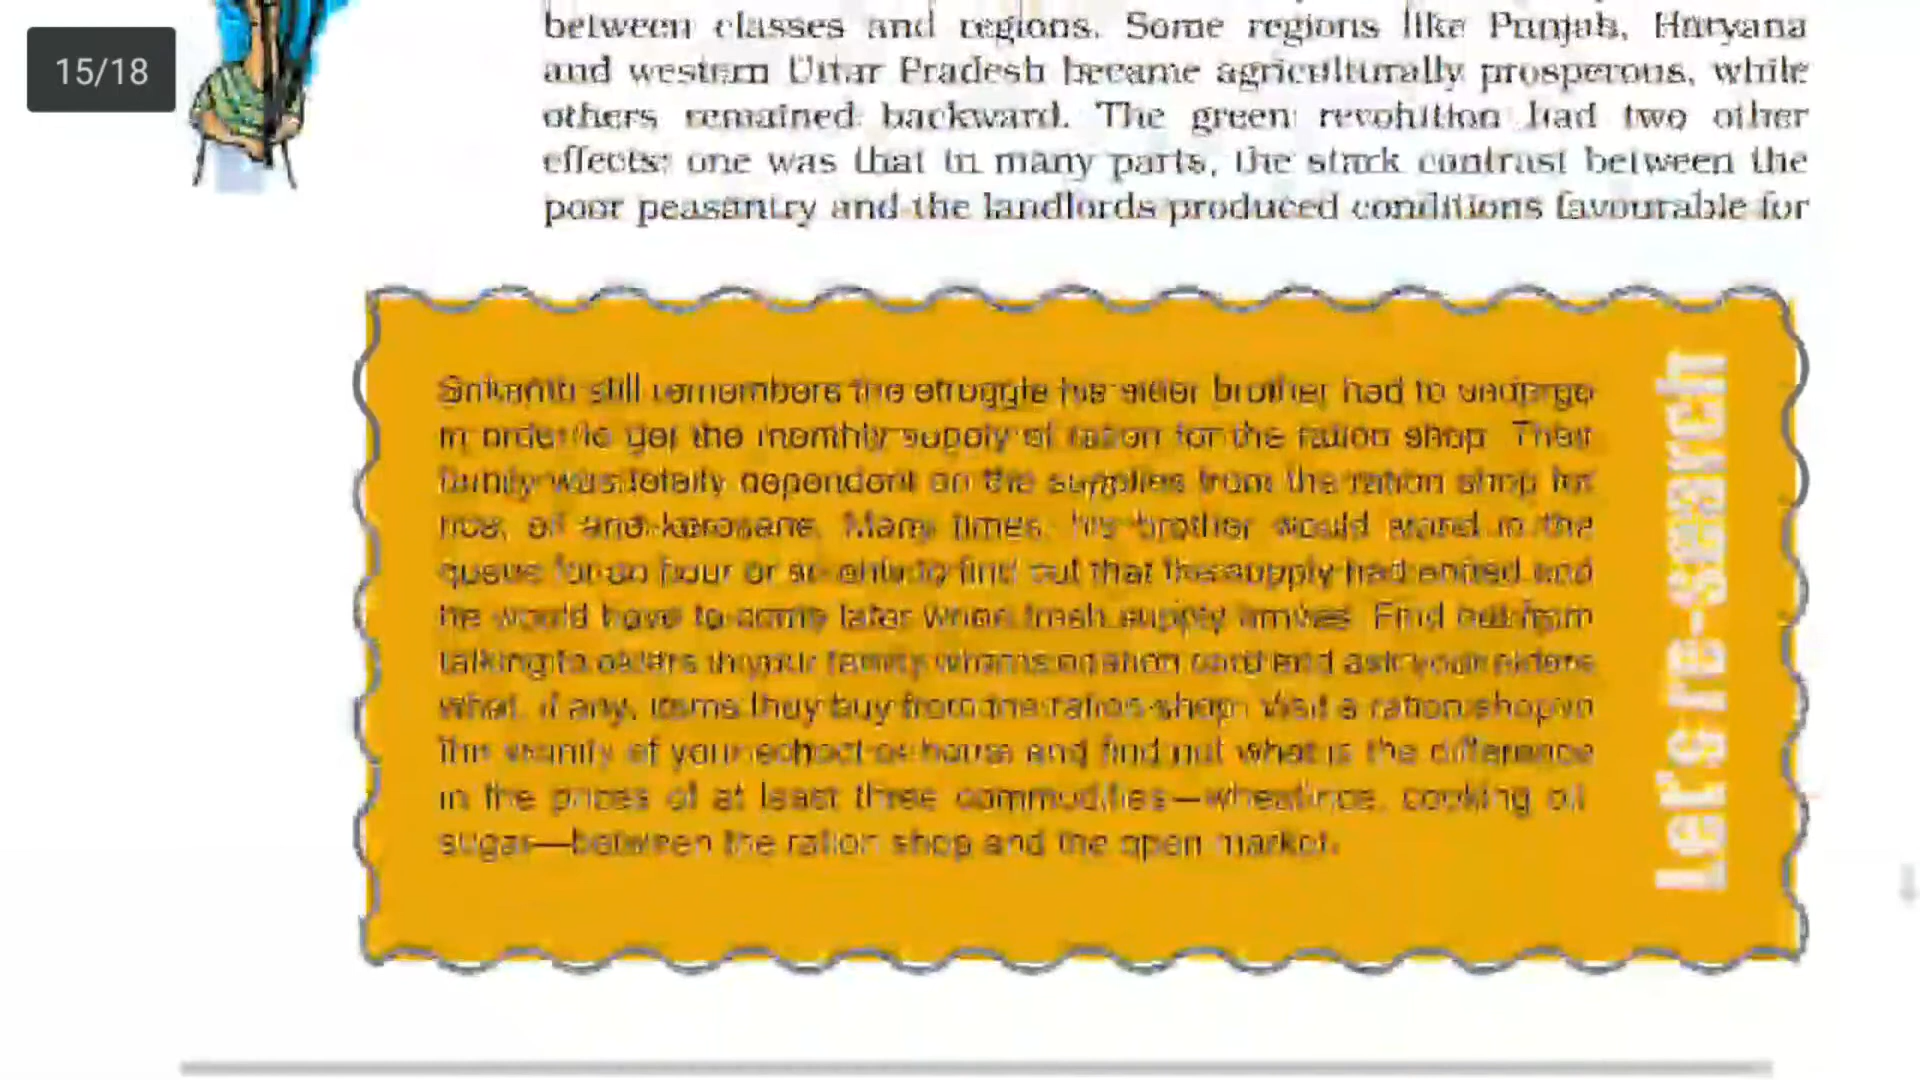 15/18
between classes and regions. Some regions like Punjab, Haryana
and western Uttar Pradesh became agriculturally prosperous, while
others remained backward. The green revolution had two other
effects: one was that in many parts, the stark contrast between the
poor peasantry and the landlords produced conditions favourable for
Srikanth still remembers the struggle his elder brother had to undergo
in order to get the monthly supply of ration for the ration shop. Their
family was totally dependent on the supplies from the ration shop for
rice, oil and kerosene. Many times, his brother would stand in the
queue for an hour or so only to find out that the supply had ended and
he would have to come later when fresh supply arrives. Find out from
talking to elders in your family what is a ration card and ask your elders
what, if any, items they buy from the ration shop. Visit a ration shop in
the vicinity of your school or house and find out what is the difference
in the prices of at least three commodities—wheat/rice, cooking oil,
sugar—between the ration shop and the open market.
Let's re-search